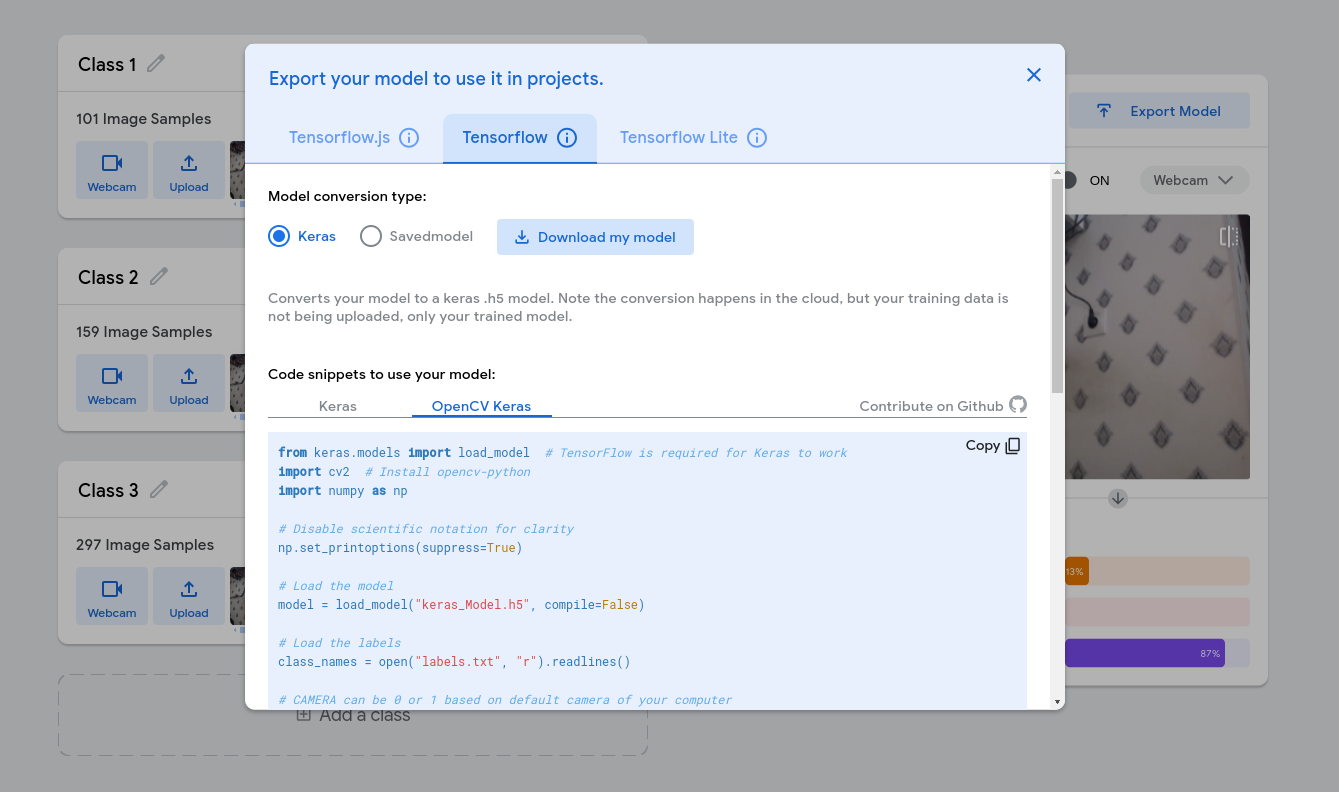 Class 1
101 Image Samples
Webcam
Upload
Class 2
159 Image Samples
Webcam
Upload
Class 3
297 Image Samples
Webcam
Upload
Add a class
Export your model to use it in projects.
Tensorflow.js
Tensorflow
Tensorflow Lite
Model conversion type:
Keras
Savedmodel
Download my model
Converts your model to a keras .h5 model. Note the conversion happens in the cloud, but your training data is
not being uploaded, only your trained model.
Code snippets to use your model:
Keras
OpenCV Keras
Contribute on Github
Copy
from keras.models import load_model  # TensorFlow is required for Keras to work
import cv2  # Install opencv-python
import numpy as np
# Disable scientific notation for clarity
np.set_printoptions(suppress=True)
# Load the model
model = load_model("keras_Model.h5", compile=False)
# Load the labels
class_names = open("labels.txt", "r").readlines()
# CAMERA can be 0 or 1 based on default camera of your computer
Export Model
ON
Webcam
13%
87%